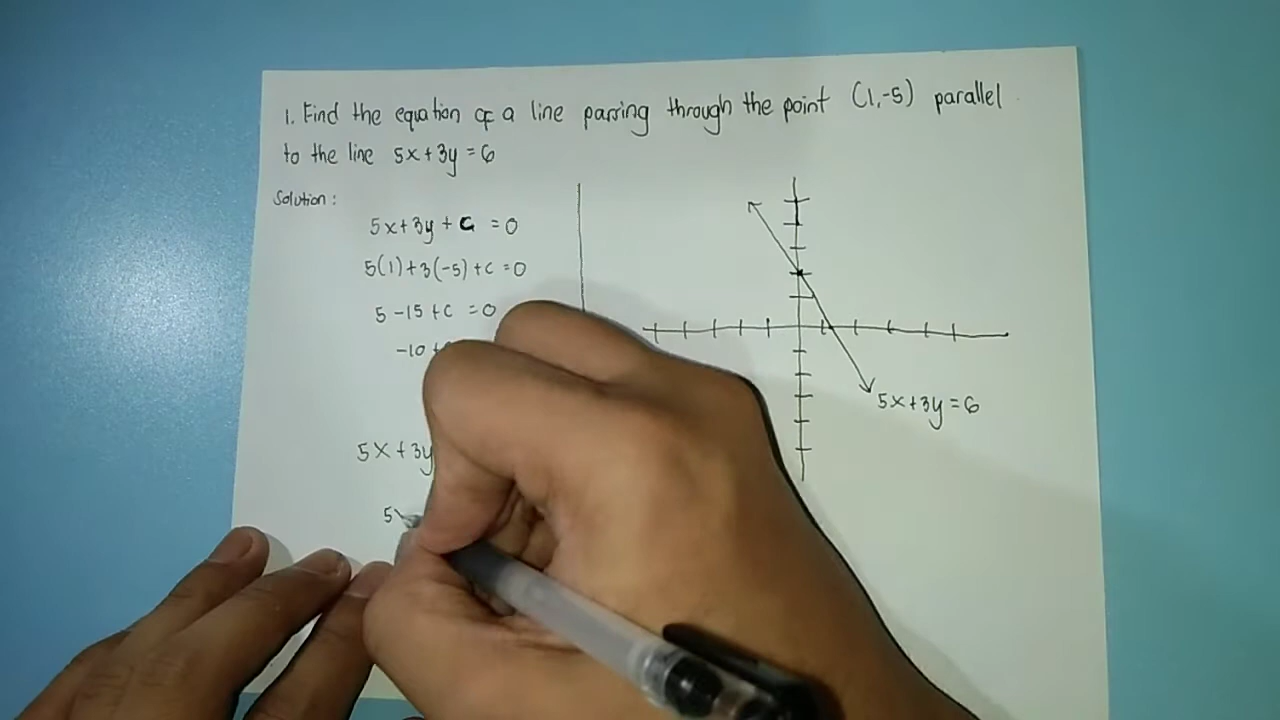 1. Find the equation of a line passing through the point (1,-5) parallel
to the line 5x+3y=6
Solution:
5x+3y+C=0
5(1)+3(-5)+C=0
5-15+C=0
-10+
5x+3y
5x
5x+3y=6